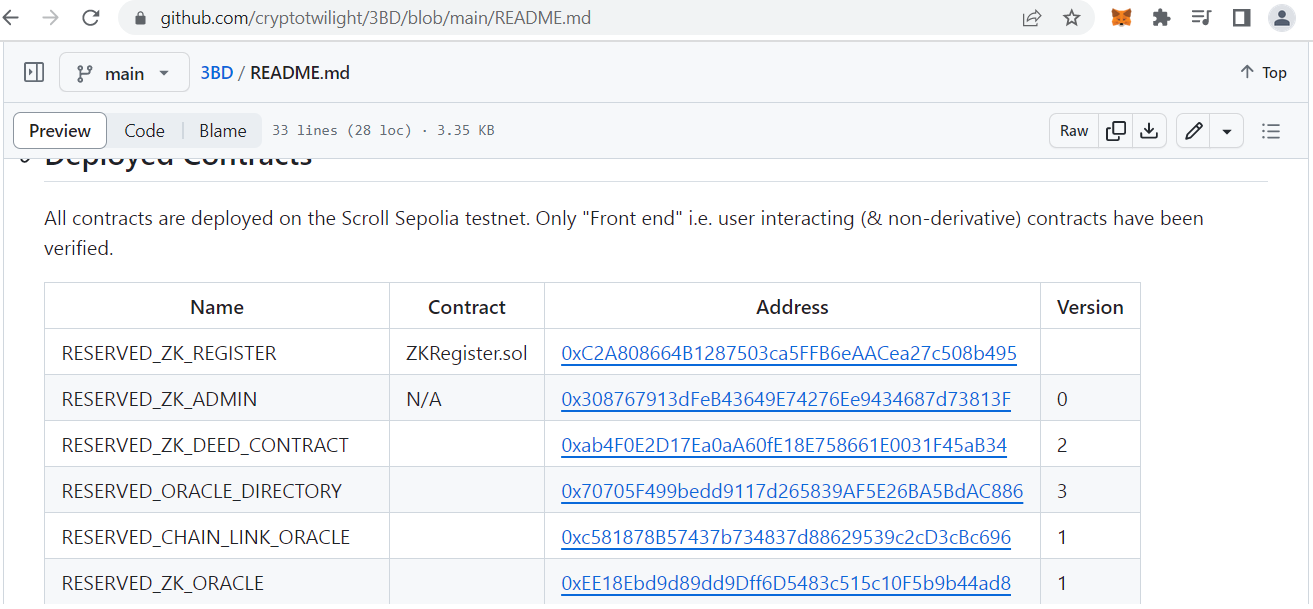 github.com/cryptotwilight/3BD/blob/main/README.md
main 3BD / README.md Top
Preview Code Blame 33 lines (28 loc) · 3.35 KB Raw
Deployed Contracts
All contracts are deployed on the Scroll Sepolia testnet. Only "Front end" i.e. user interacting (& non-derivative) contracts have been
verified.
Name Contract Address Version
RESERVED_ZK_REGISTER ZKRegister.sol 0xC2A808664B1287503ca5FFB6eAACea27c508b495
RESERVED_ZK_ADMIN N/A 0x308767913dFeB43649E74276Ee9434687d73813F 0
RESERVED_ZK_DEED_CONTRACT 0xab4F0E2D17Ea0aA60fE18E758661E0031F45aB34 2
RESERVED_ORACLE_DIRECTORY 0x70705F499bedd9117d265839AF5E26BA5BdAC886 3
RESERVED_CHAIN_LINK_ORACLE 0xc581878B57437b734837d88629539c2cD3cBc696 1
RESERVED_ZK_ORACLE 0xEE18Ebd9d89dd9Dff6D5483c515c10F5b9b44ad8 1